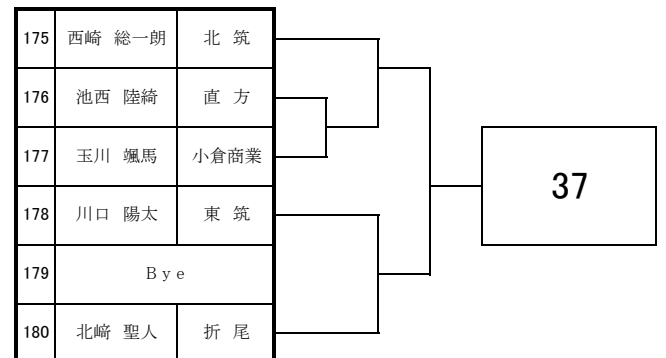 175 西崎 総一朗 北 筑
176 池西 陸綺 直 方
177 玉川 颯馬 小倉商業
178 川口 陽太 東 筑
37
179 Bye
180 北﨑 聖人 折 尾